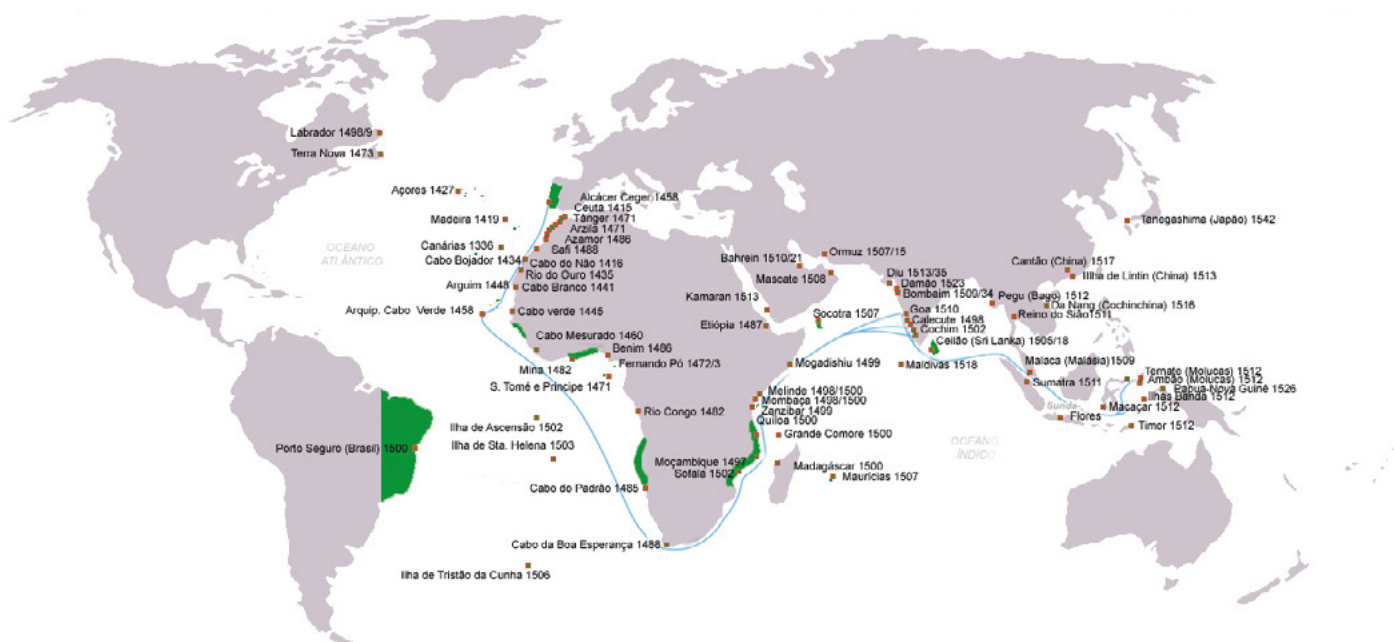 Labrador 1498/9
Terra Nova 1473
Açores 1427
Madeira 1419
Canárias 1336
OCEANO
ATLÂNTICO
Cabo Bojador 1434
Arguim 1448
Arquip. Cabo Verde 1458
Alcácer Ceger 1458
Ceuta 1415
Tânger 1471
Arzila 1471
Azamor 1486
Safi 1488
Cabo do Não 1416
Rio do Ouro 1435
Cabo Branco 1441
Cabo verde 1445
Cabo Mesurado 1460
Mina 1482
Benim 1486
Fernando Pó 1472/3
S. Tomé e Principe 1471
Rio Congo 1482
Ilha de Ascensão 1502
Ilha de Sta. Helena 1503
Porto Seguro (Brasil) 1500
Cabo do Padrão 1485
Cabo da Boa Esperança 1488
Ilha de Tristão da Cunha 1506
Ormuz 1507/15
Bahrein 1510/21
Mascate 1508
Kamaran 1513
Etiópia 1487
Socotra 1507
Mogadishiu 1499
Melinde 1498/1500
Mombaça 1498/1500
Zanzibar 1499
Quiloa 1500
Moçambique 1497
Sofala 1502
Grande Comore 1500
Madagáscar 1500
Maurícias 1507
OCEANO
ÍNDICO
Diu 1513/35
Damão 1523
Bombaim 1509/34
Goa 1510
Calecute 1498
Cochim 1502
Ceilão (Sri Lanka) 1505/18
Maldivas 1518
Tanegashima (Japão) 1542
Cantão (China) 1517
Illha de Lintin (China) 1513
Pegu (Bago) 1512
Da Nang (Cochinchina) 1516
Reino do Sião1511
Malaca (Malásia)1509
Sumatra 1511
Ternate (Molucas) 1512
Ambão (Molucas) 1512
Papua-Nova Guiné 1526
Ilhas Banda 1512
Macaçar 1512
Sunda
Flores
Timor 1512